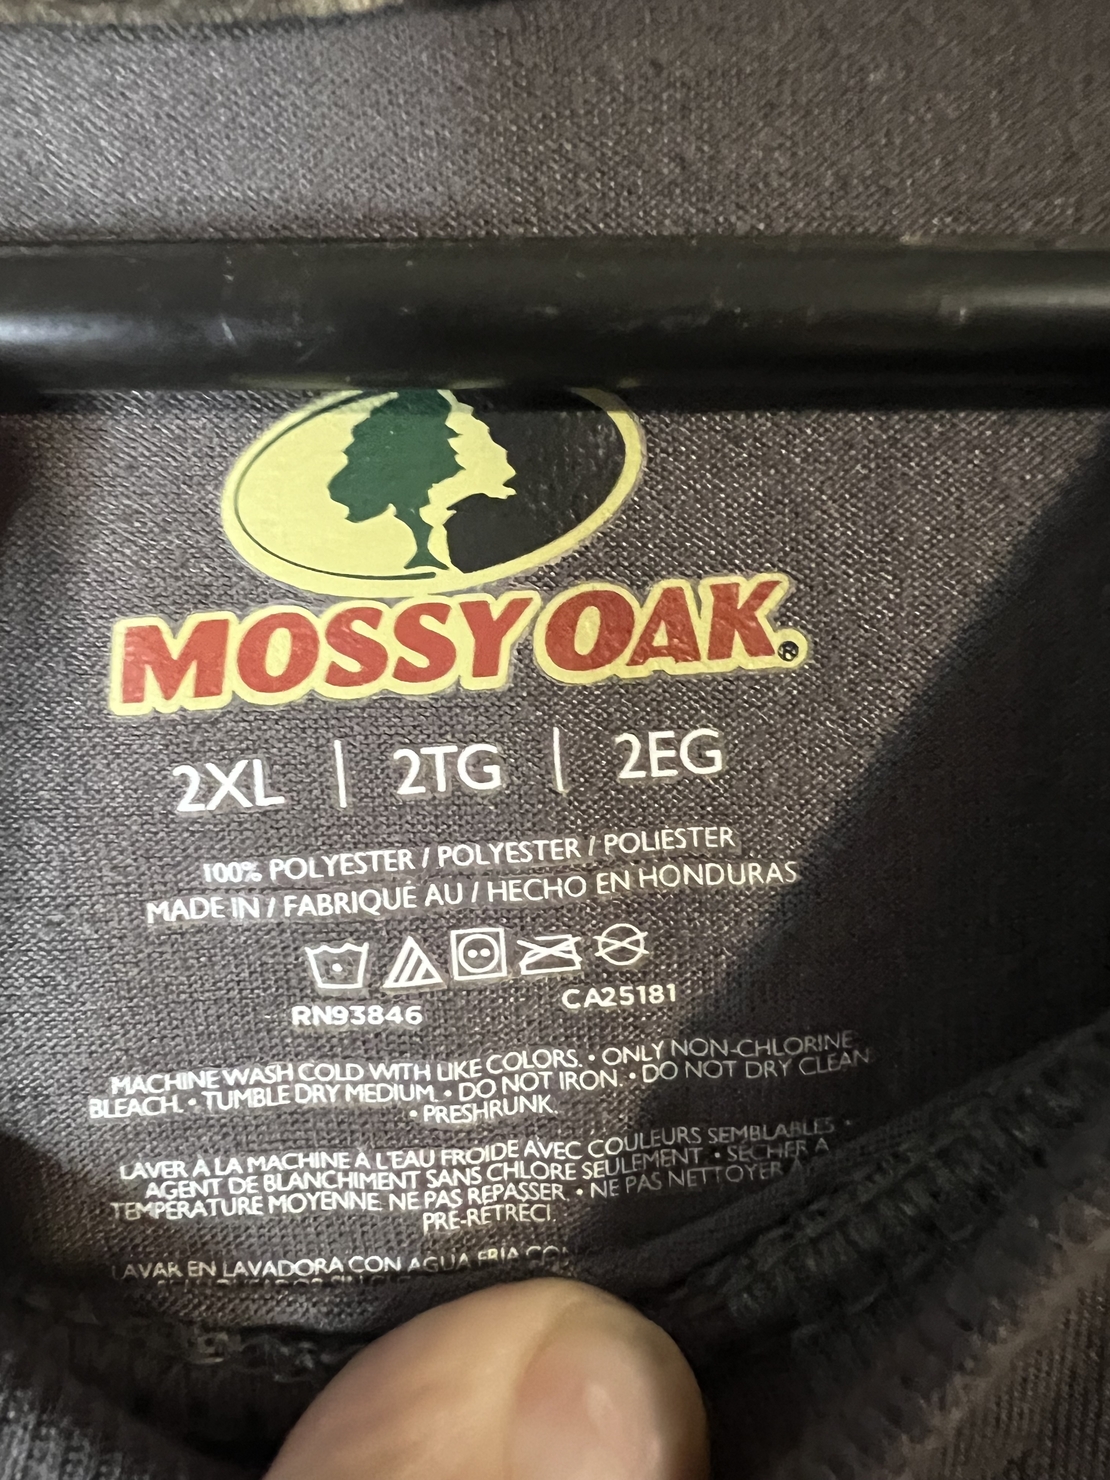 MOSSY OAK®
2XL | 2TG | 2EG
100% POLYESTER / POLYESTER / POLIÉSTER
MADE IN / FABRIQUÉ AU / HECHO EN HONDURAS
RN93846 CA25181
MACHINE WASH COLD WITH LIKE COLORS. • ONLY NON-CHLORINE
BLEACH. • TUMBLE DRY MEDIUM. • DO NOT IRON. • DO NOT DRY CLEAN
• PRESHRUNK.
LAVER À LA MACHINE À L'EAU FROIDE AVEC COULEURS SEMBLABLES •
AGENT DE BLANCHIMENT SANS CHLORE SEULEMENT • SÉCHER À
TEMPÉRATURE MOYENNE. NE PAS REPASSER. • NE PAS NETTOYER À
PRÉ-RÉTRÉCI.
LAVAR EN LAVADORA CON AGUA FRIA CON